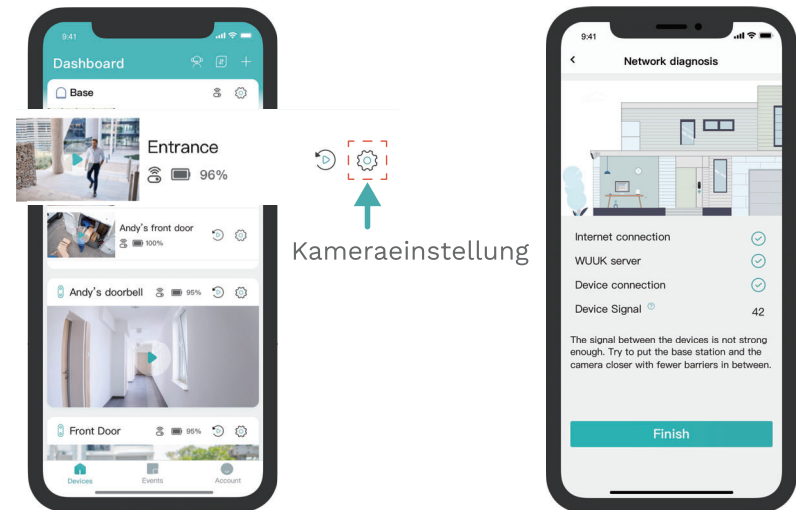 9:41
Dashboard
Base
Entrance
96%
Andy's front door
100%
Kameraeinstellung
Andy's doorbell 95%
Front Door 95%
Devices Events Account
9:41
Network diagnosis
Internet connection
WUUK server
Device connection
Device Signal ?
42
The signal between the devices is not strong
enough. Try to put the base station and the
camera closer with fewer barriers in between.
Finish